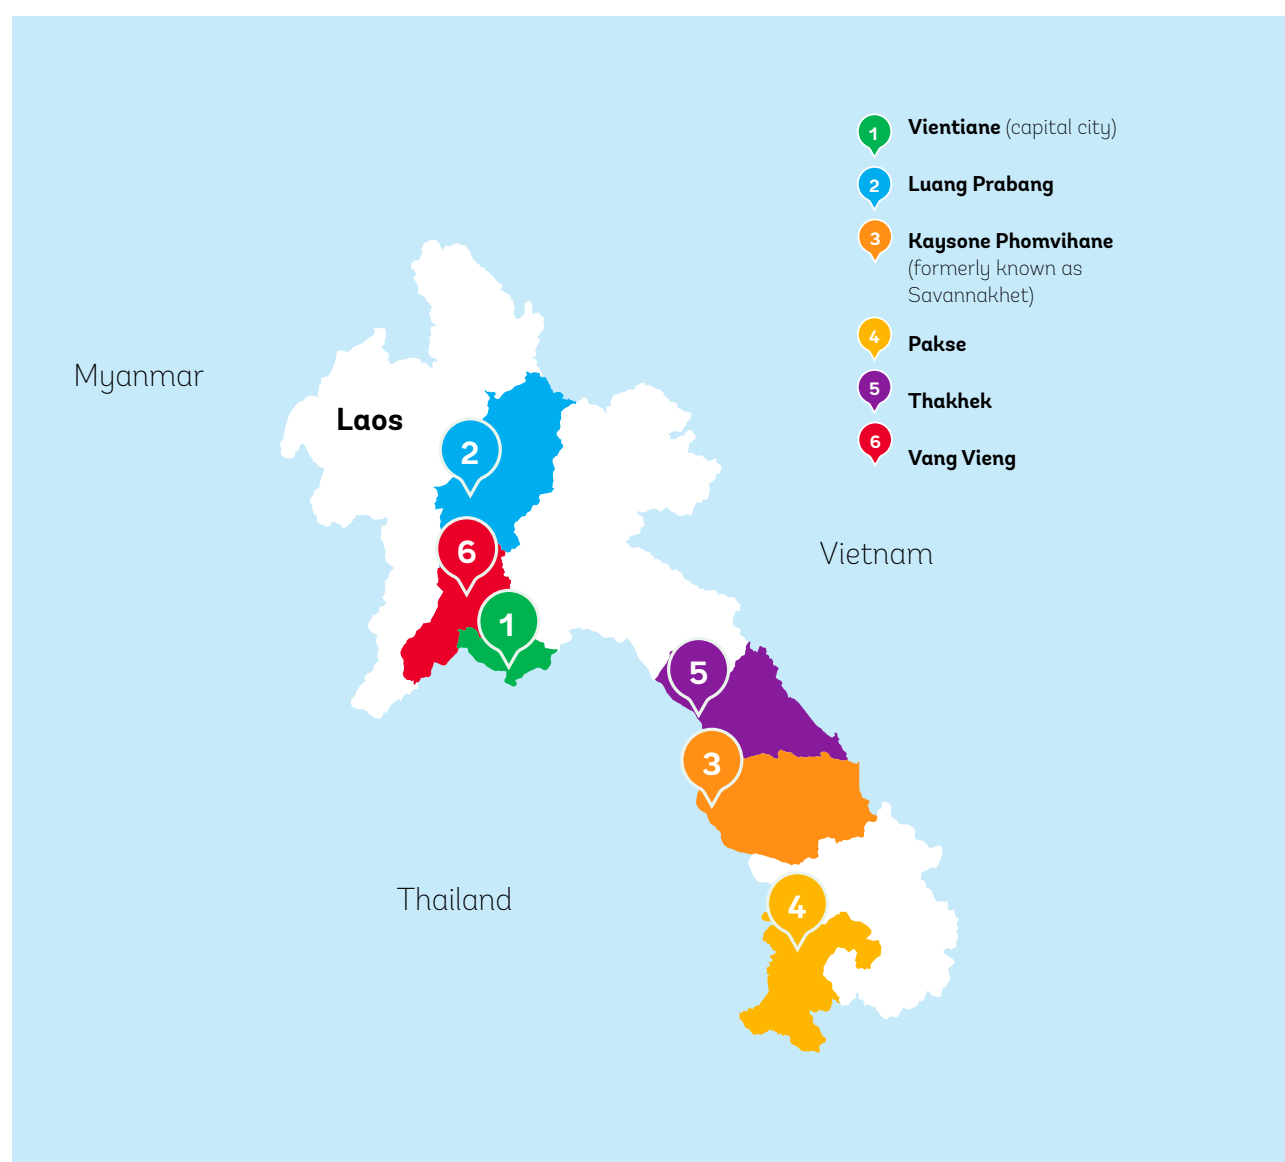 1 Vientiane (capital city)
2 Luang Prabang
3 Kaysone Phomvihane
(formerly known as
Savannakhet)
4 Pakse
5 Thakhek
6 Vang Vieng
Myanmar
Laos
2
6
Vietnam
1
5
3
Thailand
4